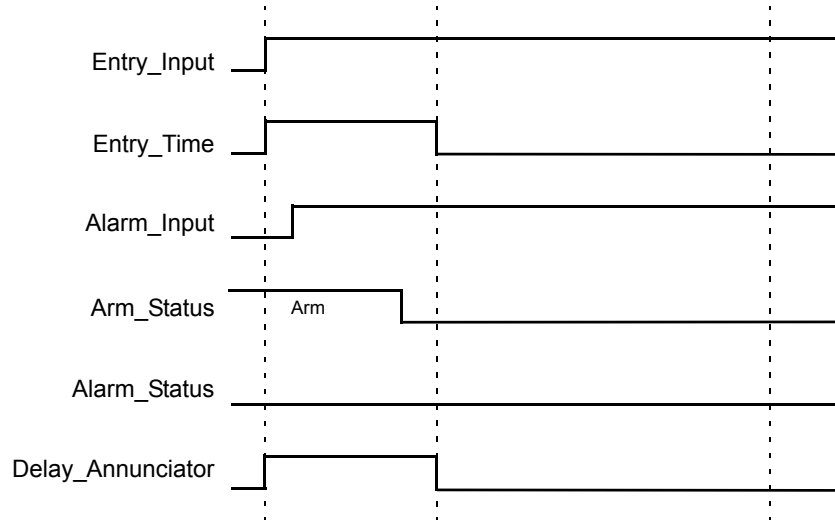 Entry_Input
Entry_Time
Alarm_Input
Arm_Status
Arm
Alarm_Status
Delay_Annunciator